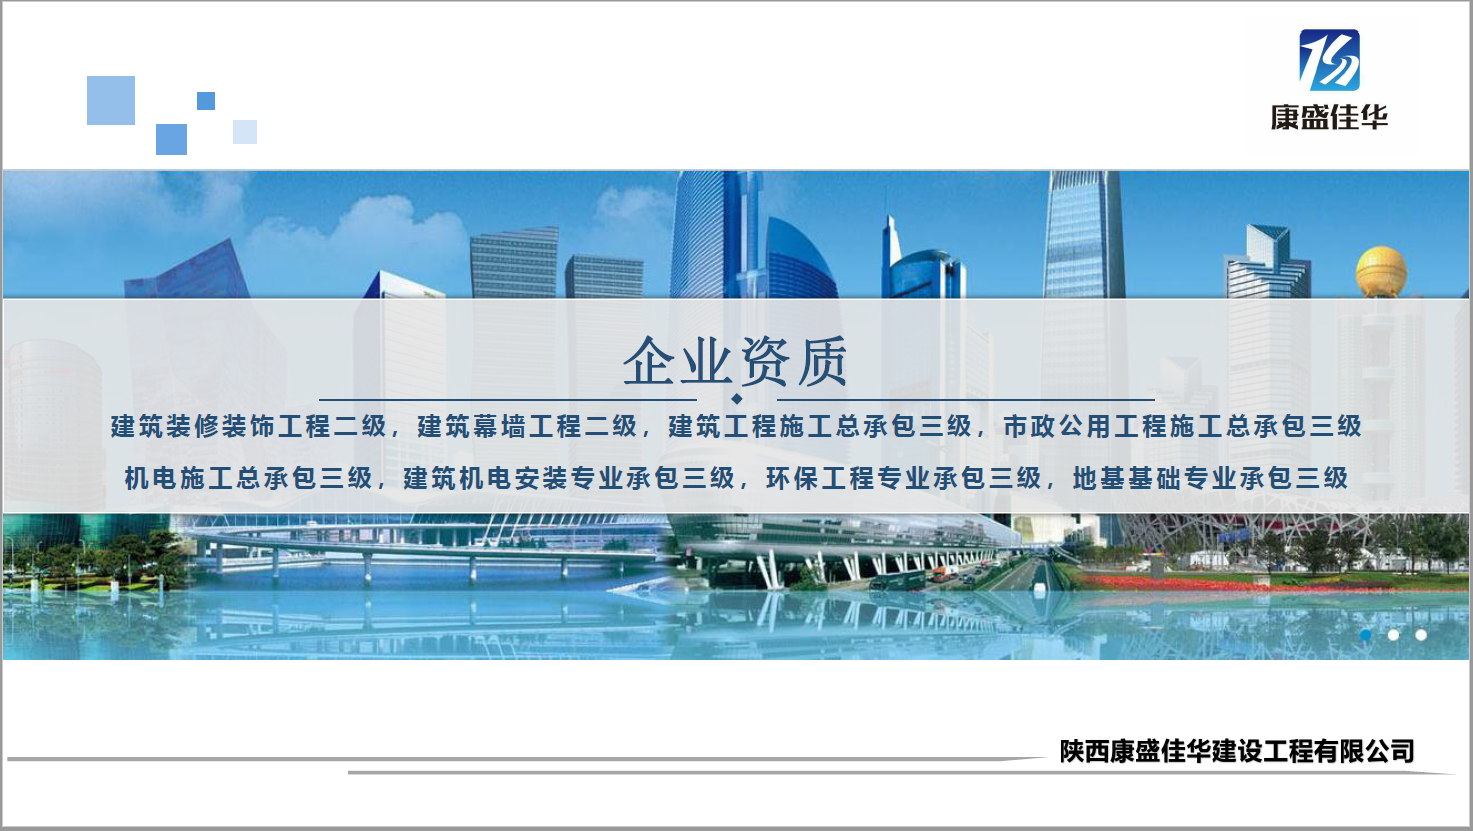 康盛佳华
企业资质
建筑装修装饰工程二级，建筑幕墙工程二级，建筑工程施工总承包三级，市政公用工程施工总承包三级
机电施工总承包三级，建筑机电安装专业承包三级，环保工程专业承包三级，地基基础专业承包三级
陕西康盛佳华建设工程有限公司